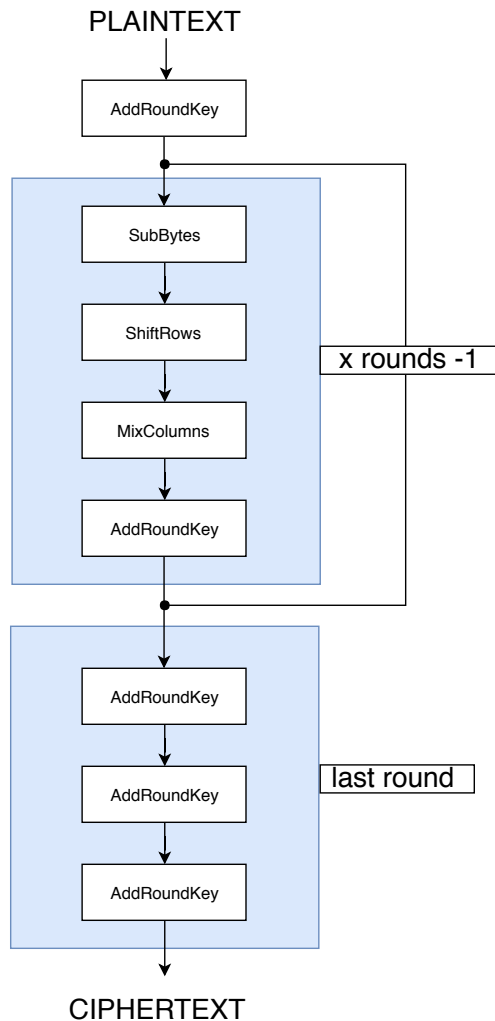 PLAINTEXT
AddRoundKey
SubBytes
ShiftRows
x rounds -1
MixColumns
AddRoundKey
AddRoundKey
last round
AddRoundKey
AddRoundKey
CIPHERTEXT